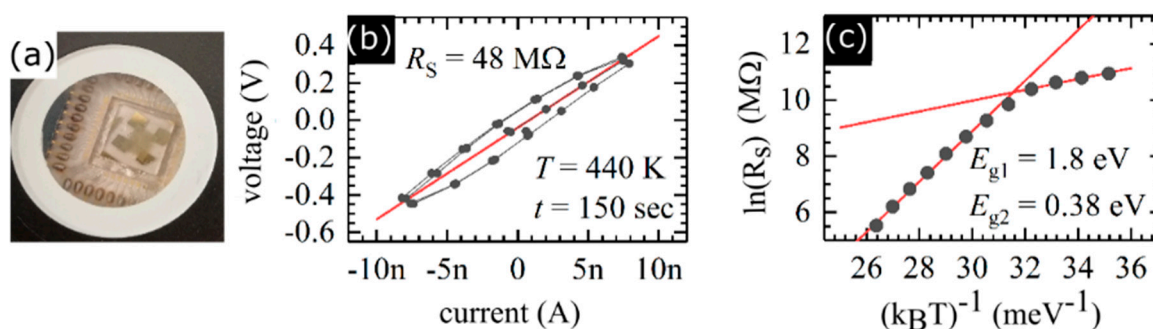 (a)
(b)
R_S = 48 MΩ
T = 440 K
t = 150 sec
voltage (V)
0.4
0.2
0.0
-0.2
-0.4
-0.6
-10n -5n 0 5n 10n
current (A)
(c)
ln(R_S) (MΩ)
12
10
8
6
E_g1 = 1.8 eV
E_g2 = 0.38 eV
26 28 30 32 34 36
(k_BT)^-1 (meV^-1)